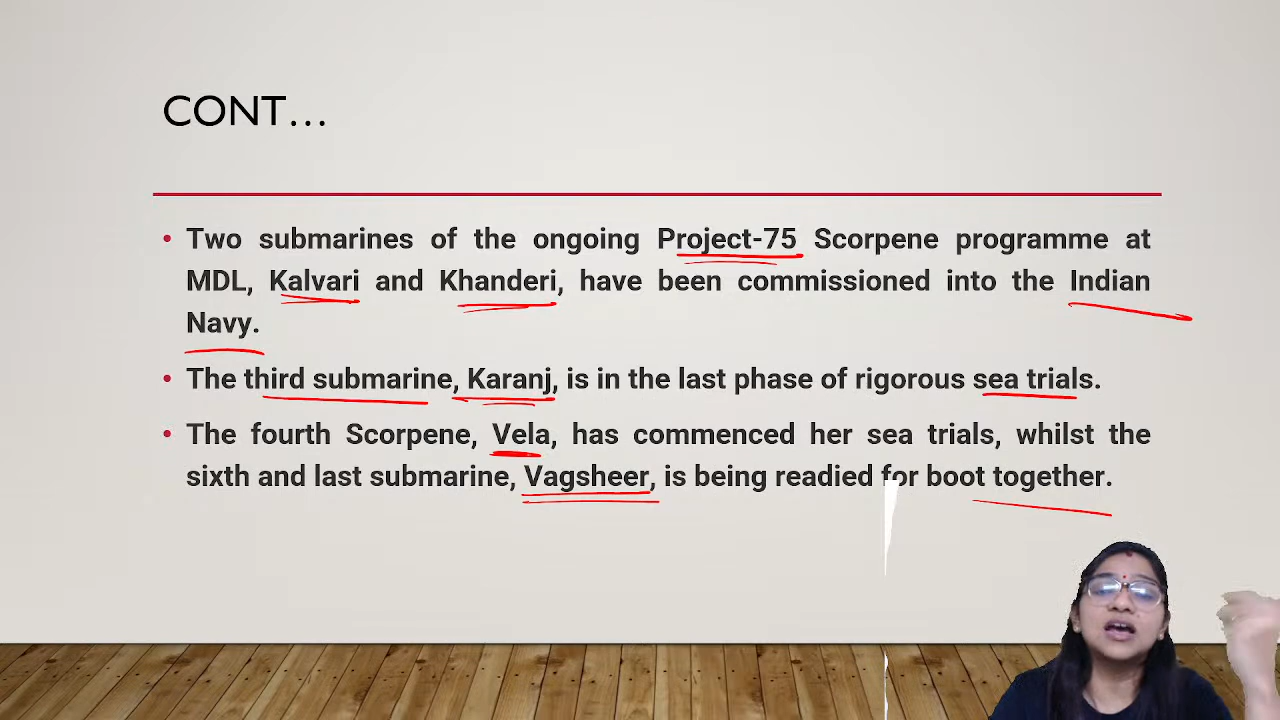 CONT...
• Two submarines of the ongoing Project-75 Scorpene programme at
MDL, Kalvari and Khanderi, have been commissioned into the Indian
Navy.
• The third submarine, Karanj, is in the last phase of rigorous sea trials.
• The fourth Scorpene, Vela, has commenced her sea trials, whilst the
sixth and last submarine, Vagsheer, is being readied for boot together.